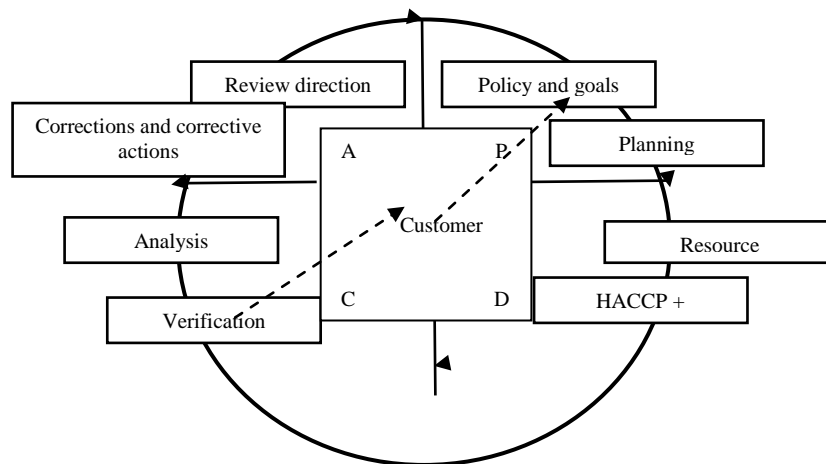 Review direction
Policy and goals
Corrections and corrective
actions
Planning
A
P
Customer
Analysis
Resource
C
D
HACCP +
Verification